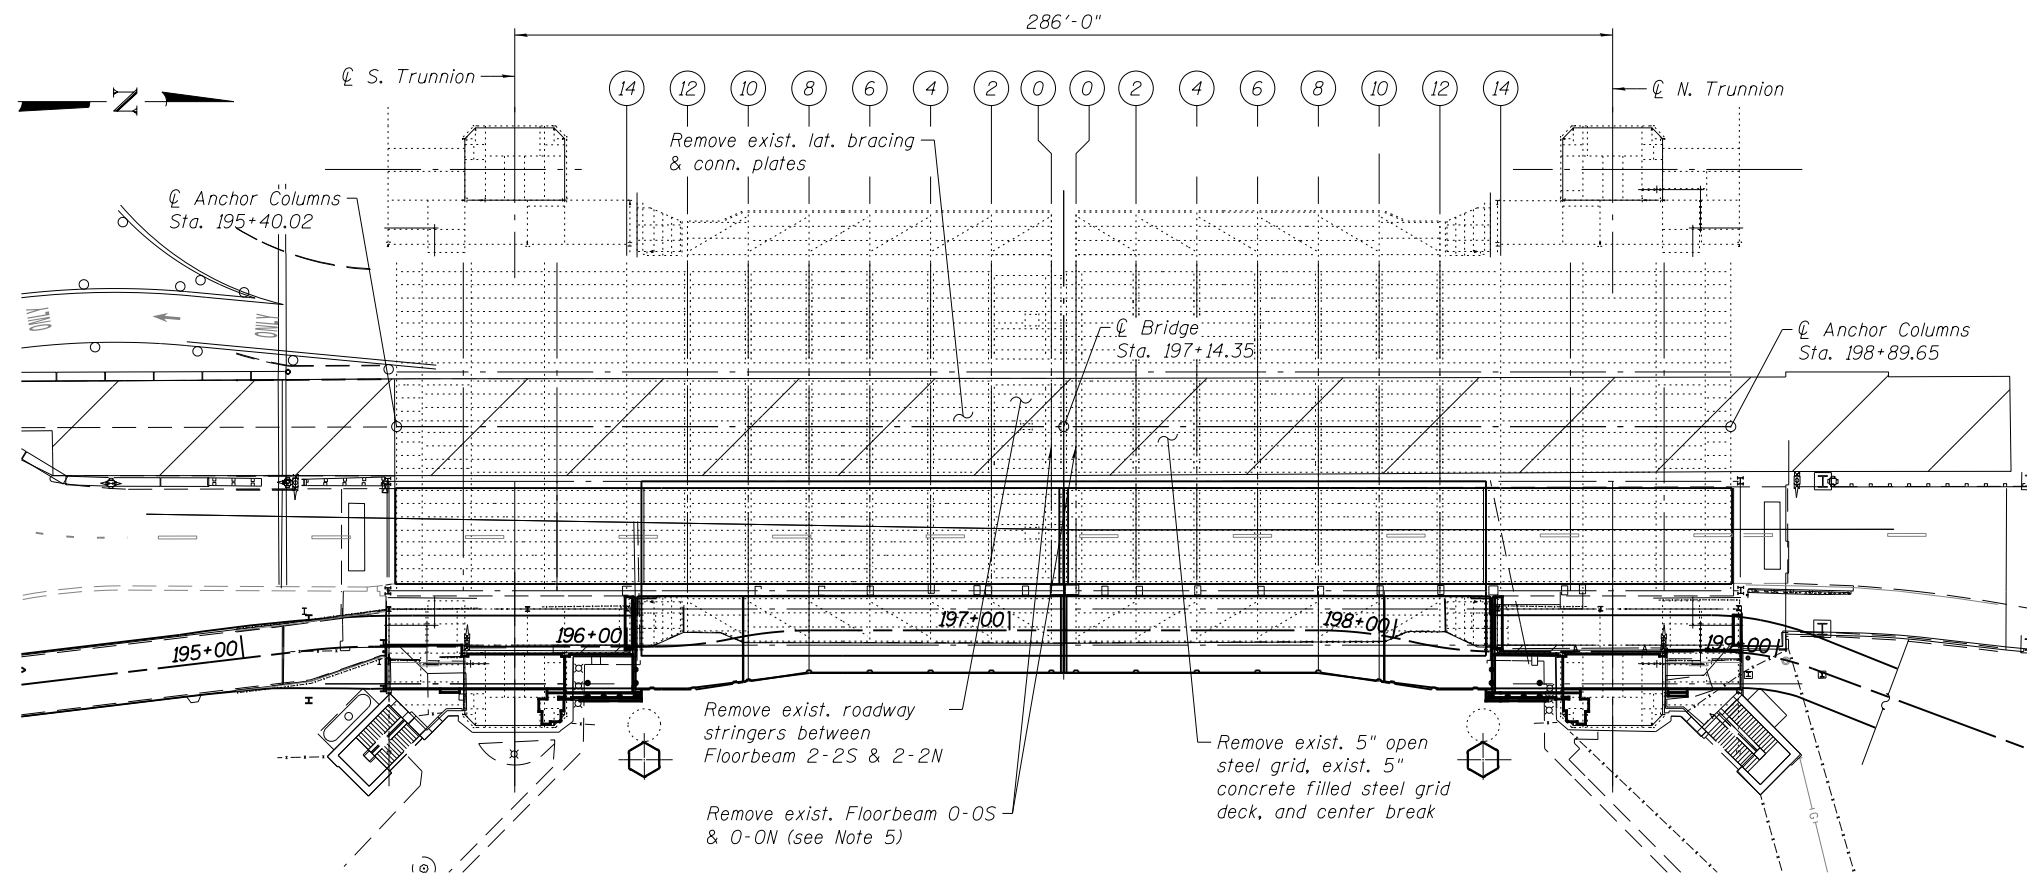 286'-0"
℄ S. Trunnion
14 12 10 8 6 4 2 0 0 2 4 6 8 10 12 14
℄ N. Trunnion
N
Remove exist. lat. bracing
& conn. plates
℄ Anchor Columns
Sta. 195+40.02
℄ Bridge
Sta. 197+14.35
℄ Anchor Columns
Sta. 198+89.65
ONLY
ONLY
195+00
196+00
197+00
198+00
199+00
Remove exist. roadway
stringers between
Floorbeam 2-2S & 2-2N
Remove exist. 5" open
steel grid, exist. 5"
concrete filled steel grid
deck, and center break
Remove exist. Floorbeam 0-0S
& 0-0N (see Note 5)
G